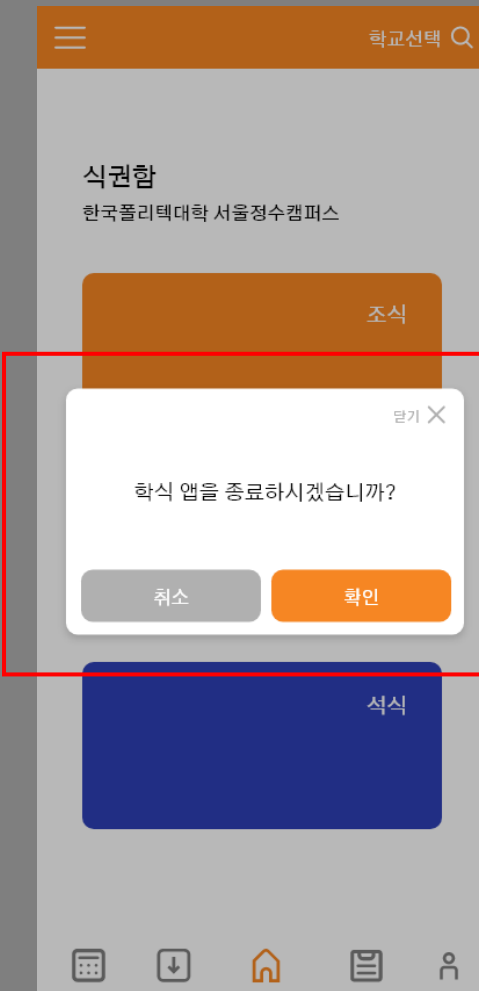 학교선택
식권함
한국폴리텍대학 서울정수캠퍼스
조식
닫기
학식 앱을 종료하시겠습니까?
취소 확인
석식